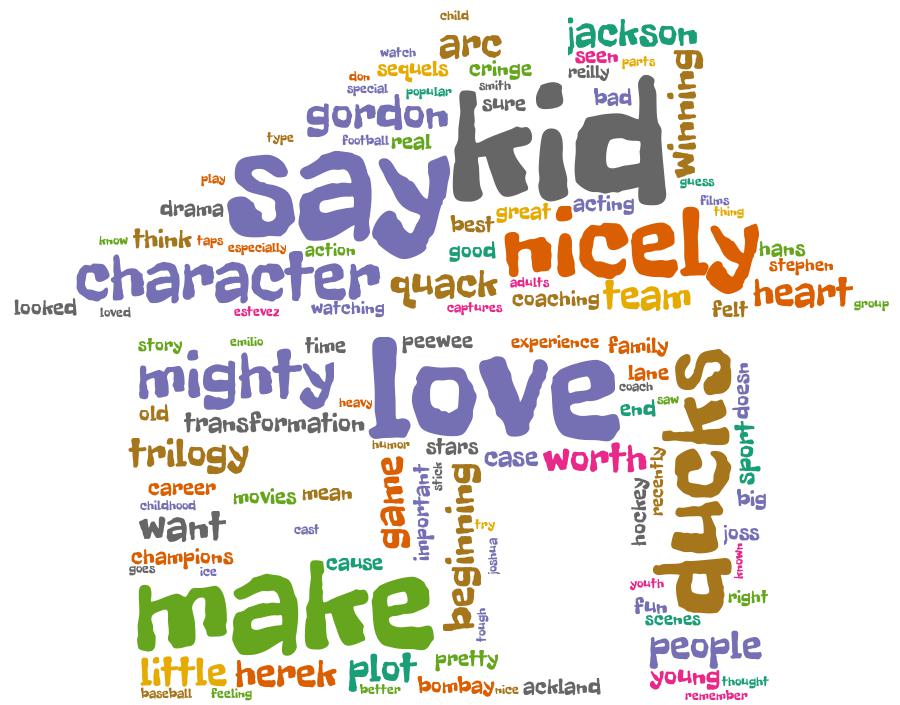 child
arc
jackson
watch
seen
parts
sequels
cringe
reilly
don
special
popular
smith
sure
bad
winning
gordon
kid
type
football
real
say
guess
play
drama
great
acting
films
thing
best
know
think
taps
especially
action
good
nicely
hans
stephen
character
quack
adults
team
heart
looked
loved
estevez
watching
captures
coaching
felt
group
story
emilio
time
peewee
experience
family
mighty
love
lane
coach
ducks
doesn
old
heavy
end
saw
transformation
trilogy
humor
stars
case
worth
sport
career
movies
mean
game
important
stick
beginning
hockey
recently
big
childhood
want
cast
try
joss
champions
goes
ice
cause
joshua
known
make
youth
right
fun
scenes
tough
people
little
herek
plot
pretty
young
thought
baseball
feeling
better
bombay
nice
ackland
remember